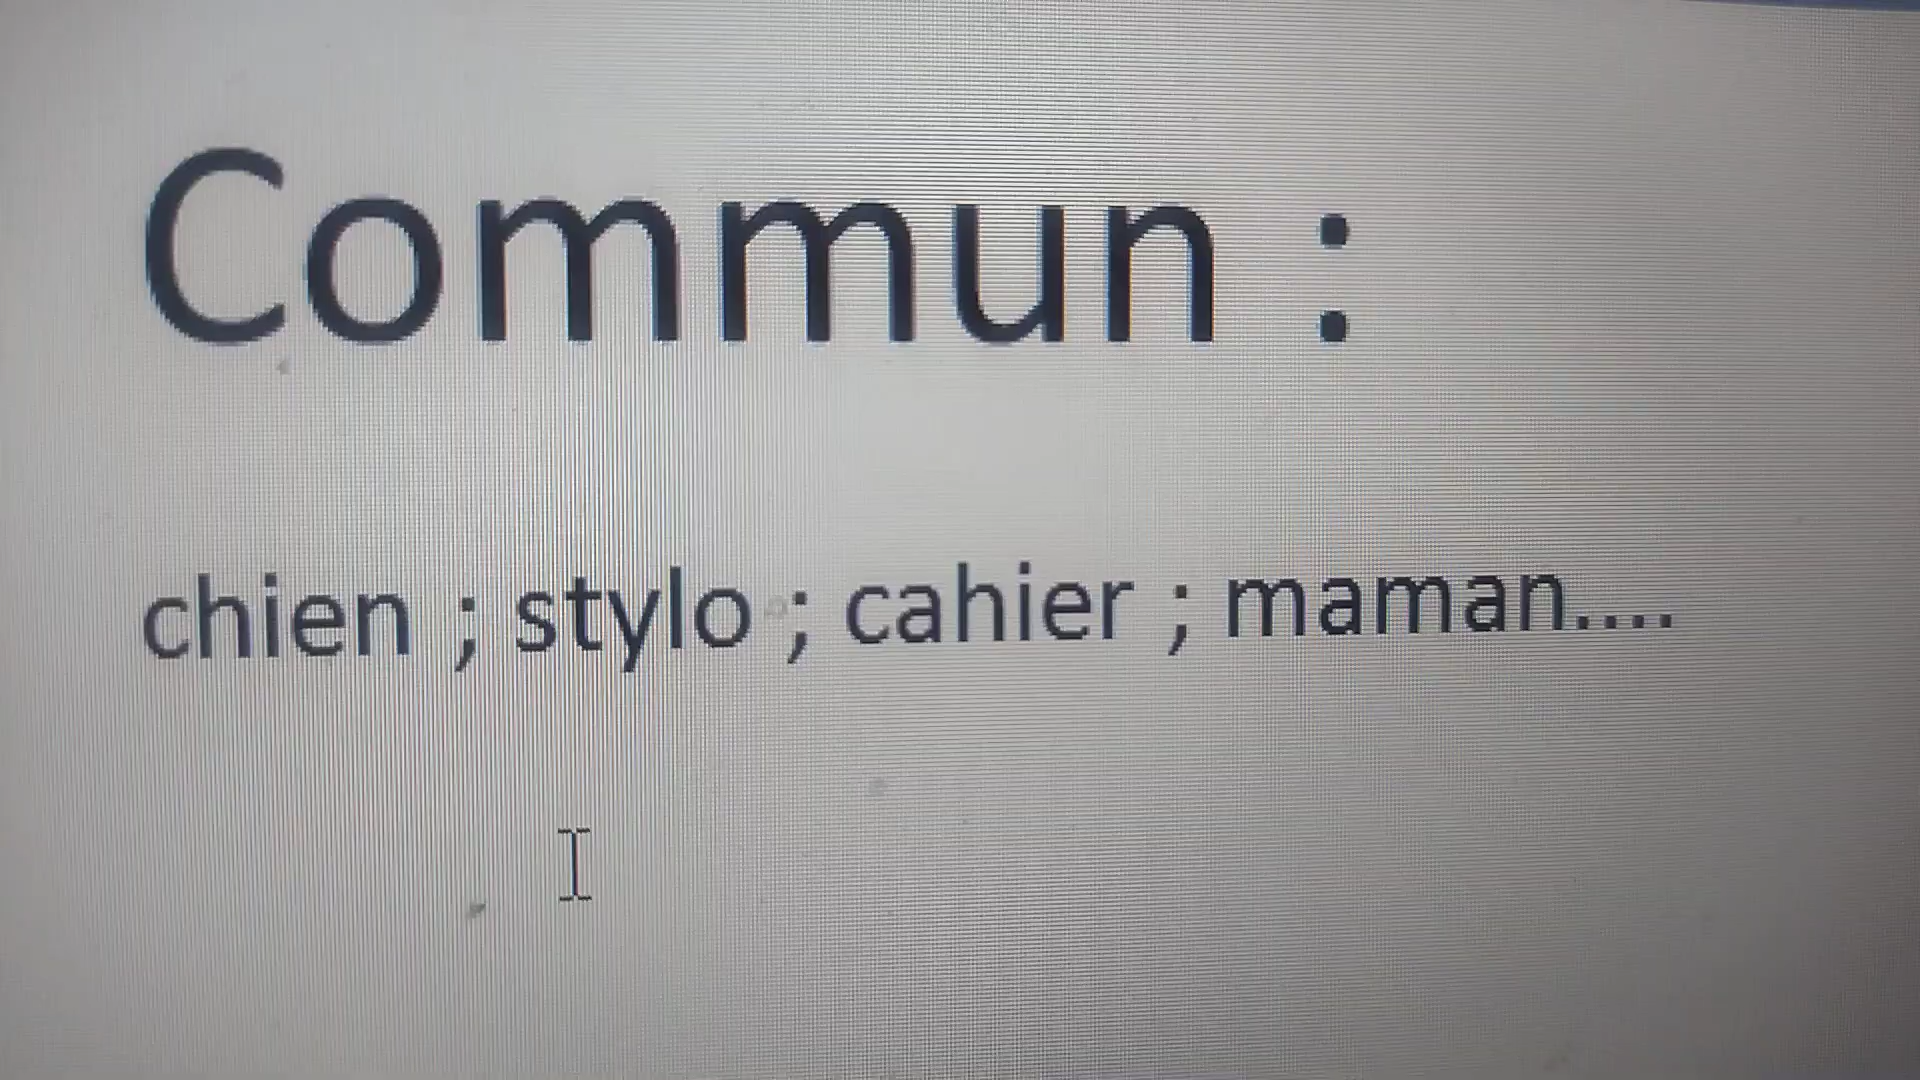 Commun :
chien ; stylo ; cahier ; maman....